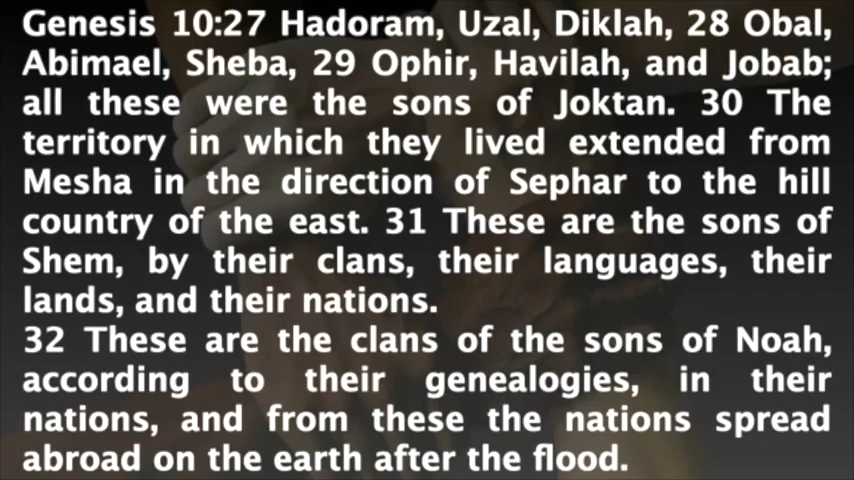 Genesis 10:27 Hadoram, Uzal, Diklah, 28 Obal,
Abimael, Sheba, 29 Ophir, Havilah, and Jobab;
all these were the sons of Joktan. 30 The
territory in which they lived extended from
Mesha in the direction of Sephar to the hill
country of the east. 31 These are the sons of
Shem, by their clans, their languages, their
lands, and their nations.
32 These are the clans of the sons of Noah,
according to their genealogies, in their
nations, and from these the nations spread
abroad on the earth after the flood.